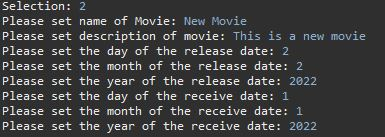 Selection: 2
Please set name of Movie: New Movie
Please set description of movie: This is a new movie
Please set the day of the release date: 2
Please set the month of the release date: 2
Please set the year of the release date: 2022
Please set the day of the receive date: 1
Please set the month of the receive date: 1
Please set the year of the receive date: 2022